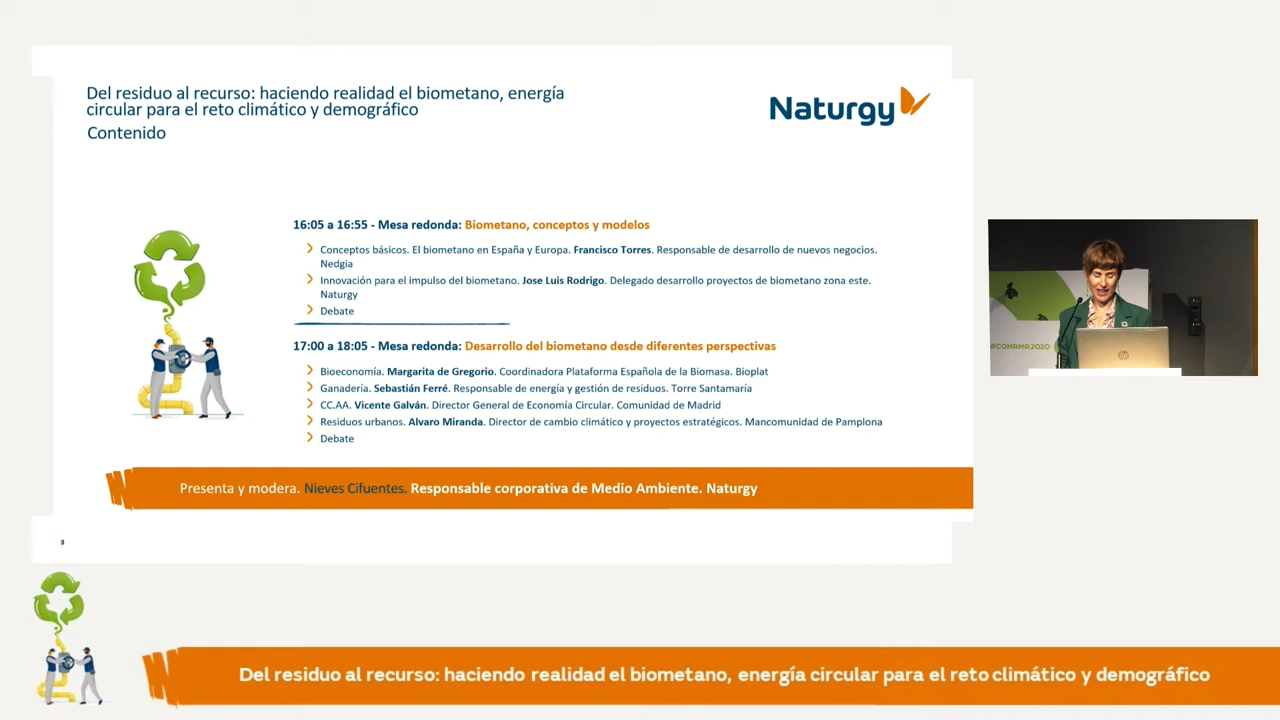 Del residuo al recurso: haciendo realidad el biometano, energía
circular para el reto climático y demográfico
Contenido
Naturgy
16:05 a 16:55 - Mesa redonda: Biometano, conceptos y modelos
Conceptos básicos. El biometano en España y Europa. Francisco Torres. Responsable de desarrollo de nuevos negocios.
Nedgia
Innovación para el impulso del biometano. Jose Luis Rodrigo. Delegado desarrollo proyectos de biometano zona este.
Naturgy
Debate
17:00 a 18:05 - Mesa redonda: Desarrollo del biometano desde diferentes perspectivas
Bioeconomía. Margarita de Gregorio. Coordinadora Plataforma Española de la Biomasa. Bioplat
Ganadería. Sebastián Ferré. Responsable de energía y gestión de residuos. Torre Santamaría
CC.AA. Vicente Galván. Director General de Economía Circular. Comunidad de Madrid
Residuos urbanos. Alvaro Miranda. Director de cambio climático y proyectos estratégicos. Mancomunidad de Pamplona
Debate
Presenta y modera. Nieves Cifuentes. Responsable corporativa de Medio Ambiente. Naturgy
3
#CONAMA2020
hp
Del residuo al recurso: haciendo realidad el biometano, energía circular para el reto climático y demográfico